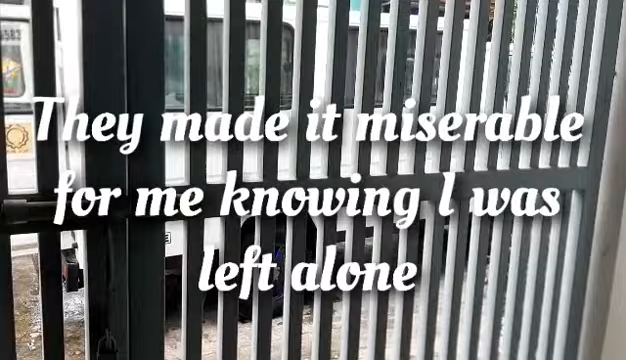 They made it miserable
for me knowing I was
left alone